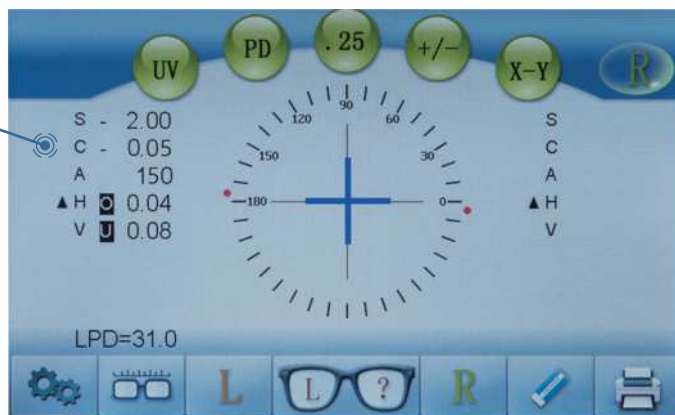 UV PD .25 +/- X-Y R
S - 2.00
C - 0.05
A 150
▲ H O 0.04
V U 0.08
LPD=31.0
90
120 60
150 30
180 0
S
C
A
▲ H
V
L L ? R